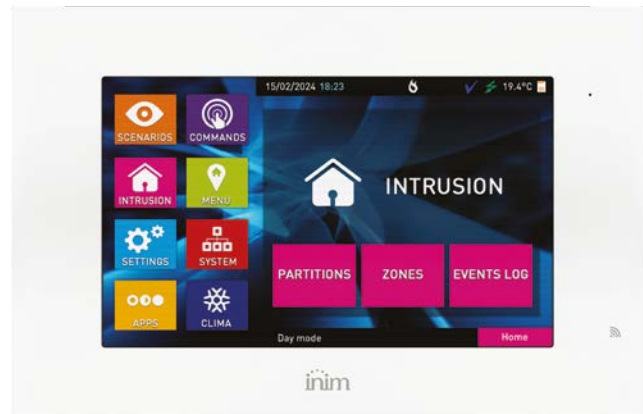 15/02/2024 18:23
19.4°C
SCENARIOS
COMMANDS
INTRUSION
MENU
SETTINGS
SYSTEM
APPS
CLIMA
INTRUSION
PARTITIONS
ZONES
EVENTS LOG
Day mode
Home
inim